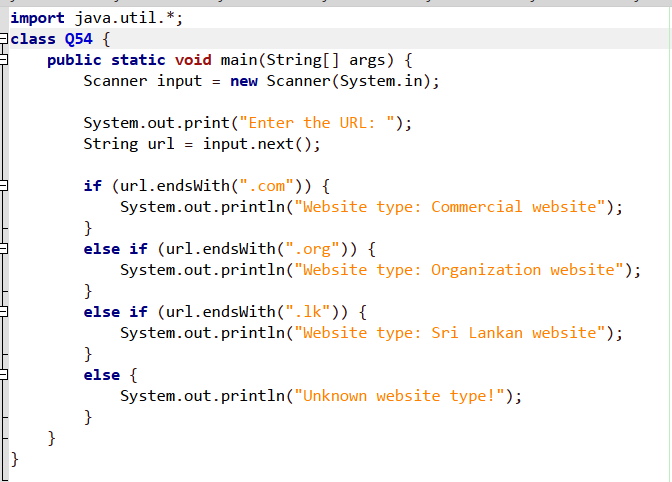 import java.util.*;
class Q54 {
    public static void main(String[] args) {
        Scanner input = new Scanner(System.in);

        System.out.print("Enter the URL: ");
        String url = input.next();

        if (url.endsWith(".com")) {
            System.out.println("Website type: Commercial website");
        }
        else if (url.endsWith(".org")) {
            System.out.println("Website type: Organization website");
        }
        else if (url.endsWith(".lk")) {
            System.out.println("Website type: Sri Lankan website");
        }
        else {
            System.out.println("Unknown website type!");
        }
    }
}